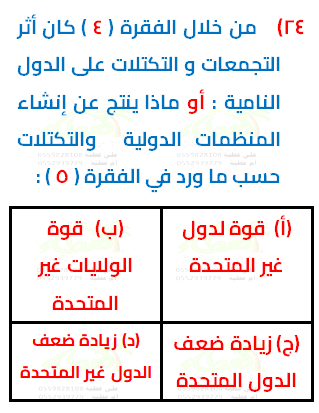 ٢٤) من خلال الفقرة ( ٤ ) كان أثر
التجمعات و التكتلات على الدول
النامية : أو ماذا ينتج عن إنشاء
المنظمات الدولية والتكتلات
حسب ما ورد في الفقرة ( ٥ ) :
(أ) قوة لدول
غير المتحدة
(ب) قوة
الولايات غير
المتحدة
(ج) زيادة ضعف
الدول المتحدة
(د) زيادة ضعف
الدول غير المتحدة